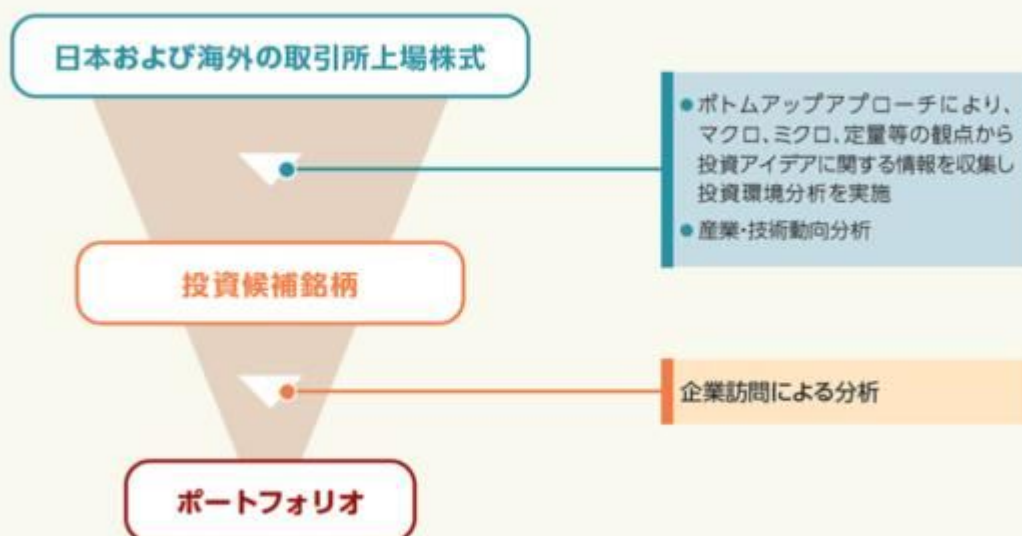 日本および海外の取引所上場株式
●ボトムアップアプローチにより、
マクロ、ミクロ、定量等の観点から
投資アイデアに関する情報を収集し
投資環境分析を実施
●産業・技術動向分析
投資候補銘柄
企業訪問による分析
ポートフォリオ